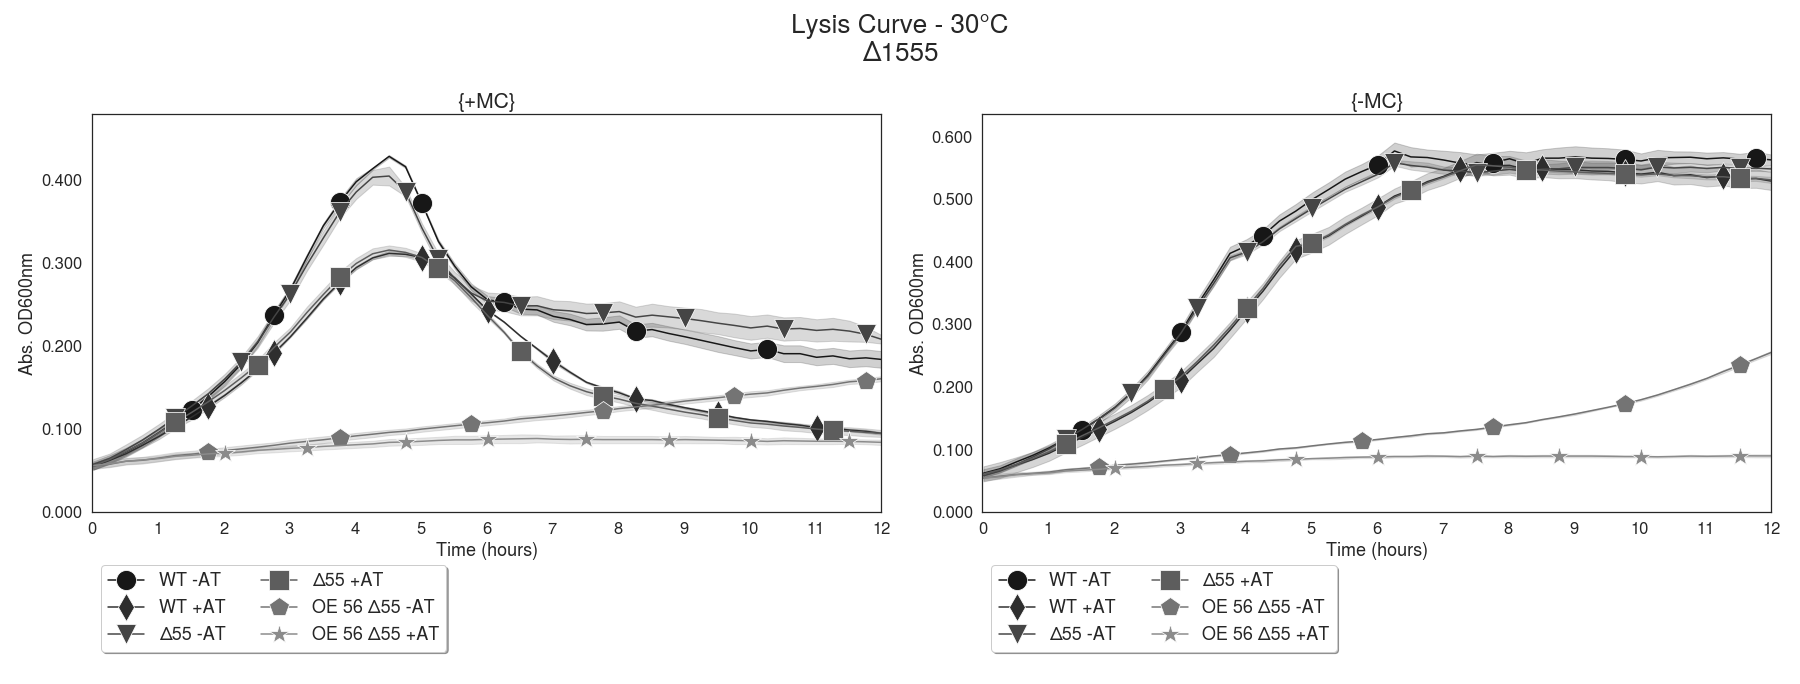 Lysis Curve - 30°C
Δ1555
{+MC}
Abs. OD600nm
0.400
0.300
0.200
0.100
0.000
0 1 2 3 4 5 6 7 8 9 10 11 12
Time (hours)
WT -AT
WT +AT
Δ55 -AT
Δ55 +AT
OE 56 Δ55 -AT
OE 56 Δ55 +AT
{-MC}
Abs. OD600nm
0.600
0.500
0.400
0.300
0.200
0.100
0.000
0 1 2 3 4 5 6 7 8 9 10 11 12
Time (hours)
WT -AT
WT +AT
Δ55 -AT
Δ55 +AT
OE 56 Δ55 -AT
OE 56 Δ55 +AT